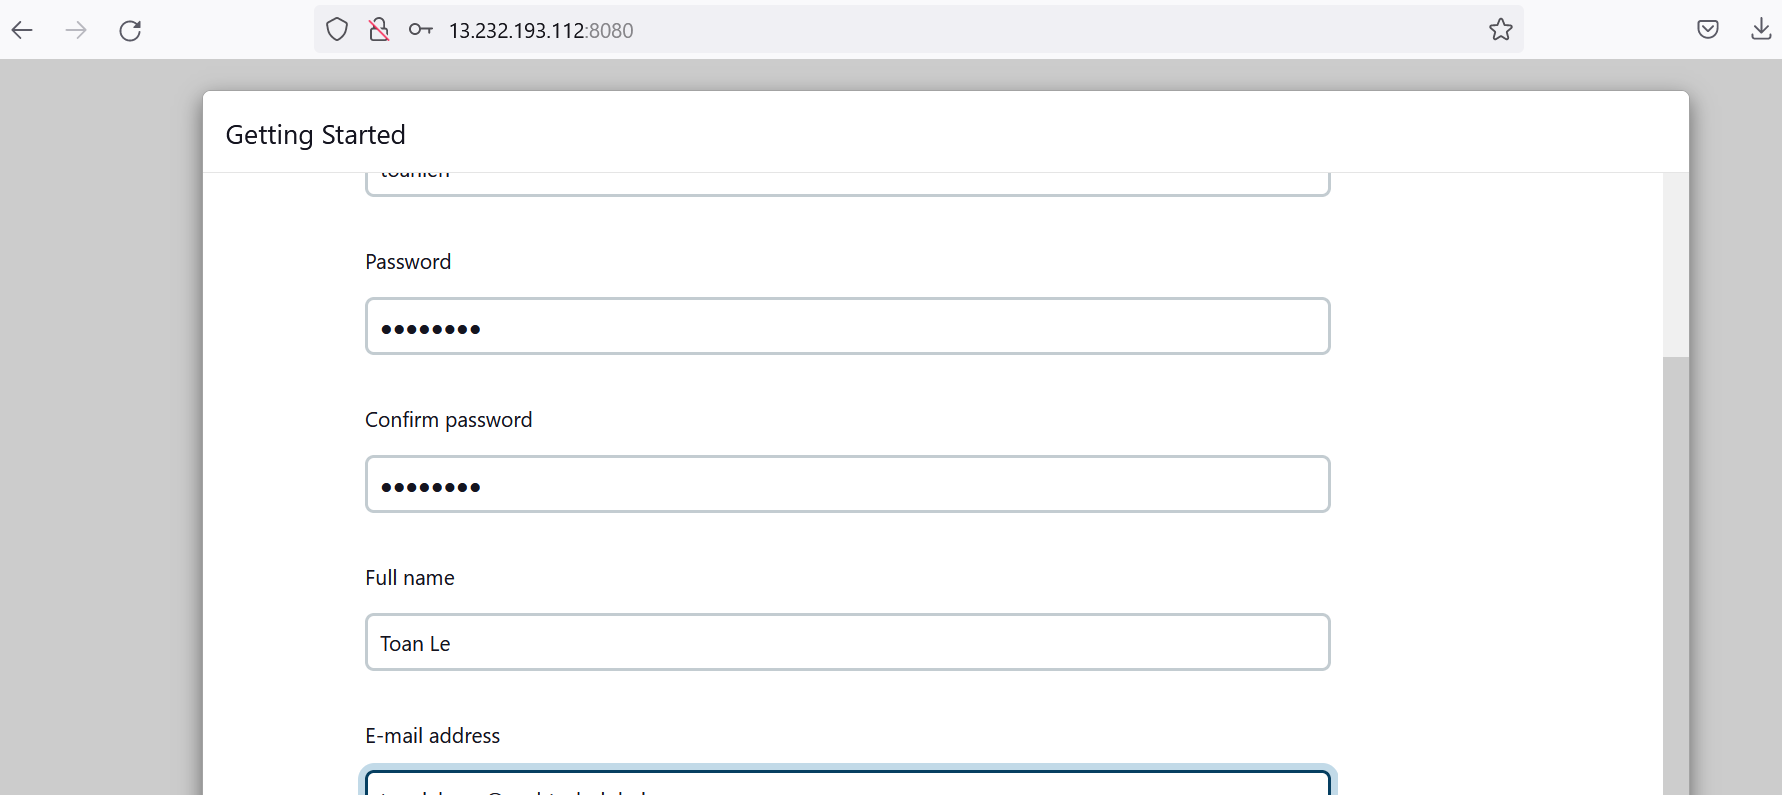 13.232.193.112:8080
Getting Started
Password
●●●●●●●●
Confirm password
●●●●●●●●
Full name
Toan Le
E-mail address